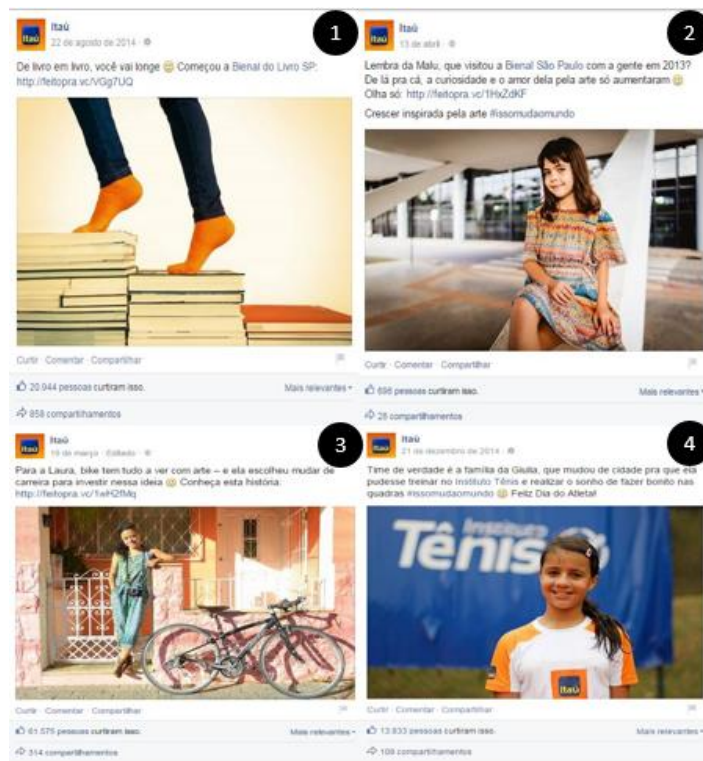 Itaú
1
22 de agosto de 2014
De livro em livro, você vai longe Começou a Bienal do Livro SP:
http://feitopra.vc/VGg7UQ
Curtir · Comentar · Compartilhar
20.944 pessoas curtiram isso.
Mais relevantes
858 compartilhamentos
Itaú
2
13 de abril
Lembra da Malu, que visitou a Bienal São Paulo com a gente em 2013?
De lá pra cá, a curiosidade e o amor dela pela arte só aumentaram
Olha só: http://feitopra.vc/1HxZdKF
Crescer inspirada pela arte #issomudaomundo
Curtir · Comentar · Compartilhar
696 pessoas curtiram isso.
Mais relevantes
compartilhamentos
Itaú
3
de março · Editado
Para a Laura, bike tem tudo a ver com arte – e ela escolheu mudar de
carreira para investir nessa ideia Conheça esta história:
http://feitopra.vc/1wH2fMq
Curtir · Comentar · Compartilhar
61.575 pessoas curtiram isso.
Mais relevantes
314 compartilhamentos
Itaú
4
21 de dezembro de 2014
Time de verdade é a família da Giulia, que mudou de cidade pra que ela
pudesse treinar no Instituto Tênis e realizar o sonho de fazer bonito nas
quadras #issomudaomundo Feliz Dia do Atleta!
Instituto
Tênis
Itaú
Curtir · Comentar · Compartilhar
13.833 pessoas curtiram isso.
Mais relevantes
compartilhamentos